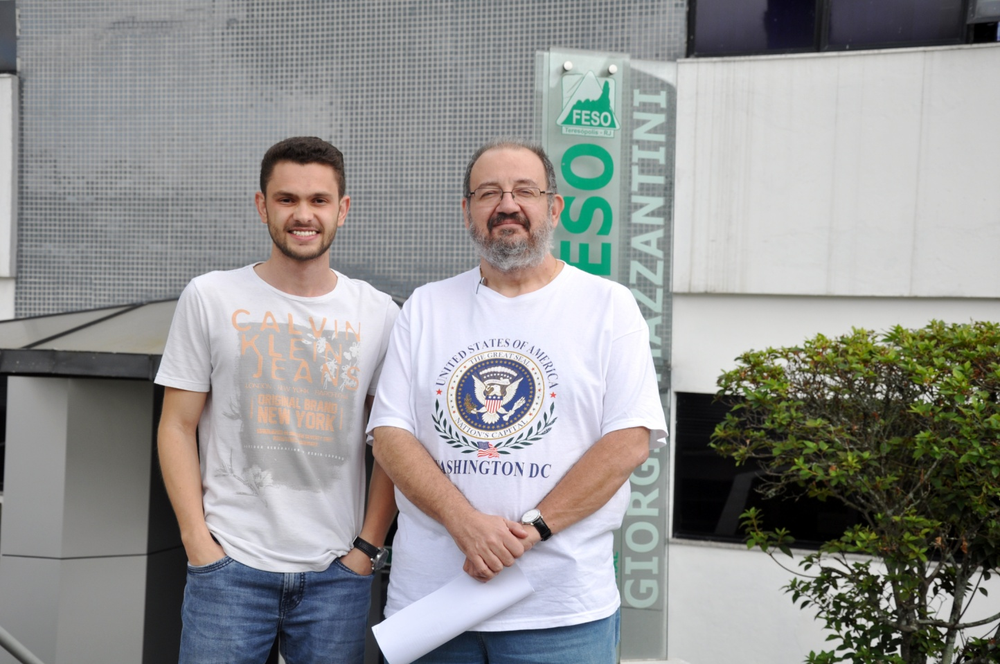 FESO
Teresópolis - RJ
ESO
GIORG
AZZANTINI
CALVIN
KLEIN
JEANS
ORIGINAL BRAND
NEW YORK
UNITED STATES OF AMERICA
THE GREAT SEAL
NATION'S CAPITAL
ASHINGTON DC